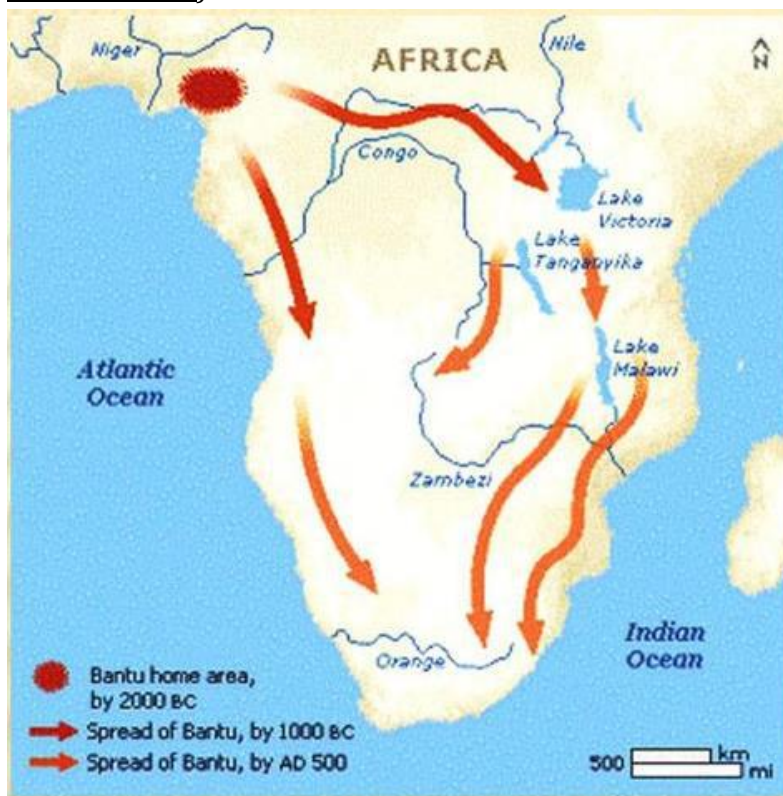 Niger
AFRICA
Nile
N
Congo
Lake
Victoria
Lake
Tanganyika
Lake
Malawi
Atlantic
Ocean
Zambezi
Indian
Ocean
Orange
Bantu home area,
by 2000 BC
Spread of Bantu, by 1000 BC
Spread of Bantu, by AD 500
500 km
mi